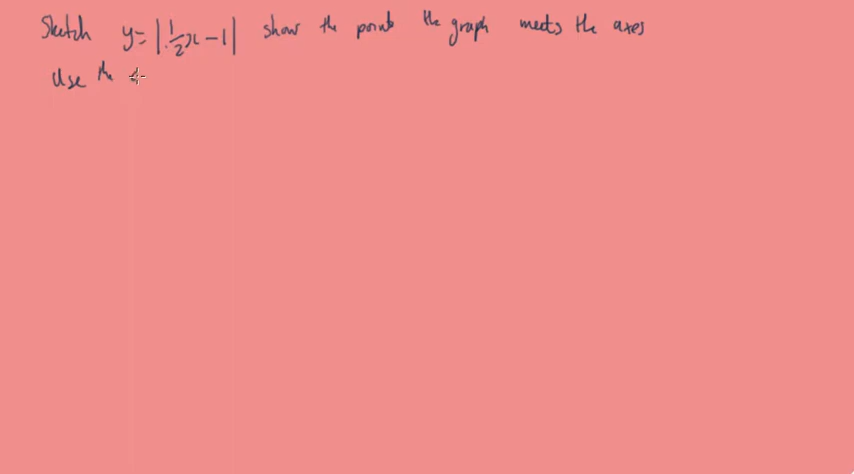 Sketch y = |½x - 1| show the points the graph meets the axes
Use the